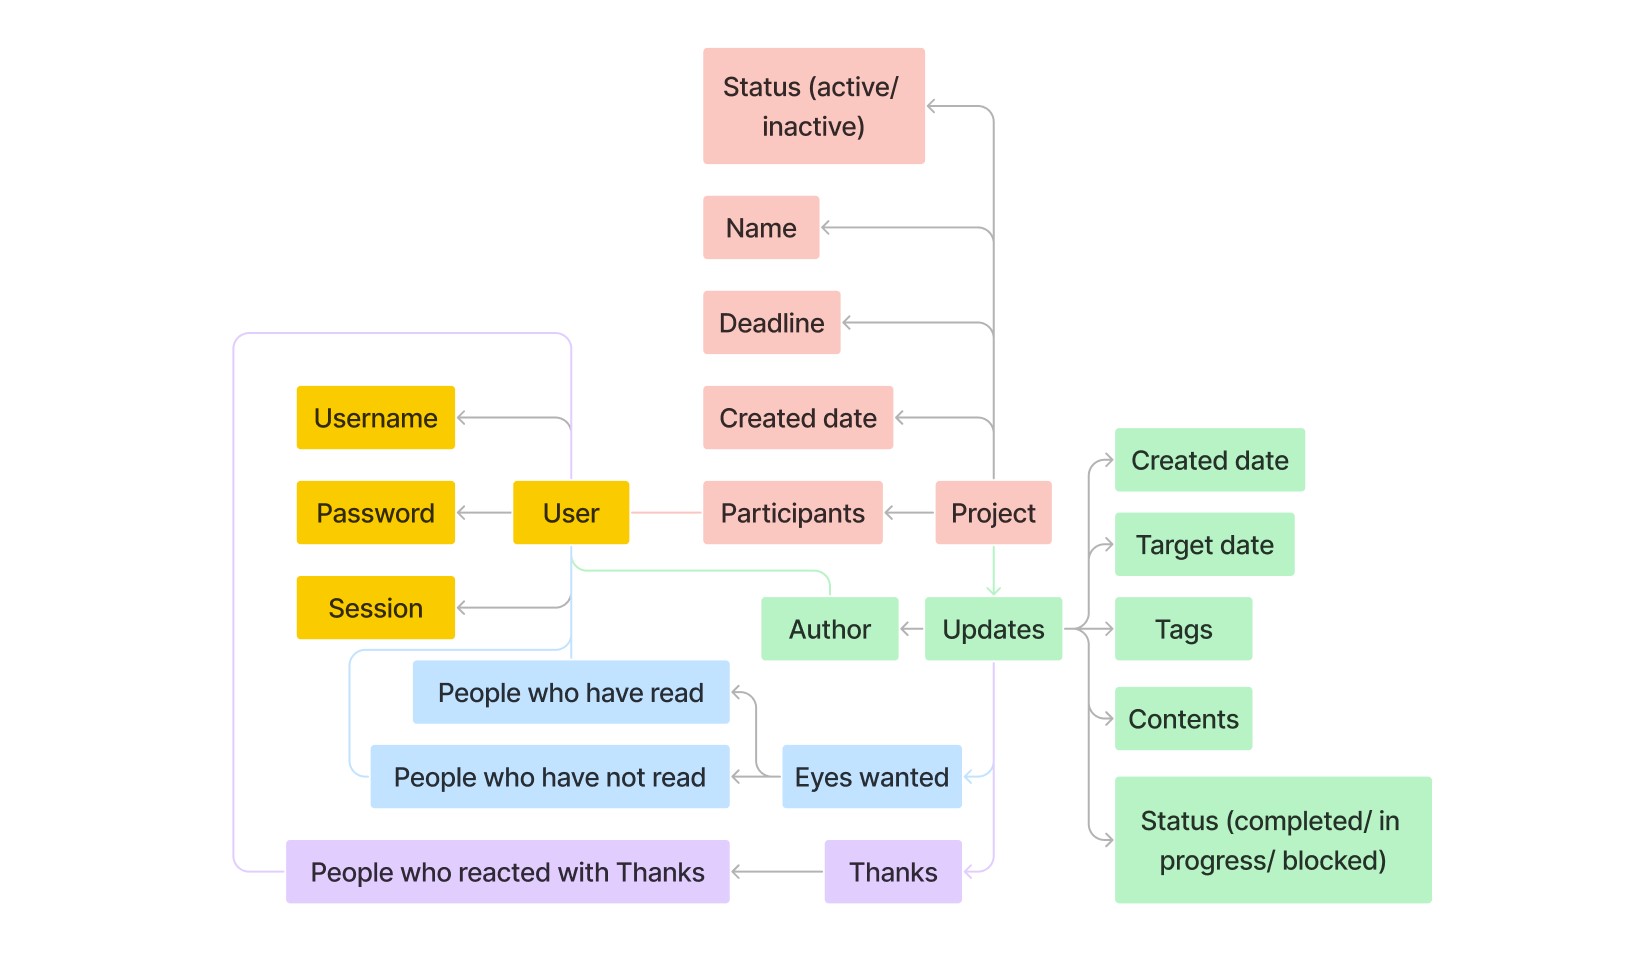 Status (active/
inactive)
Name
Deadline
Created date
Username
Password
User
Participants
Project
Session
Author
Updates
Created date
Target date
Tags
Contents
Status (completed/ in
progress/ blocked)
People who have read
People who have not read
Eyes wanted
People who reacted with Thanks
Thanks